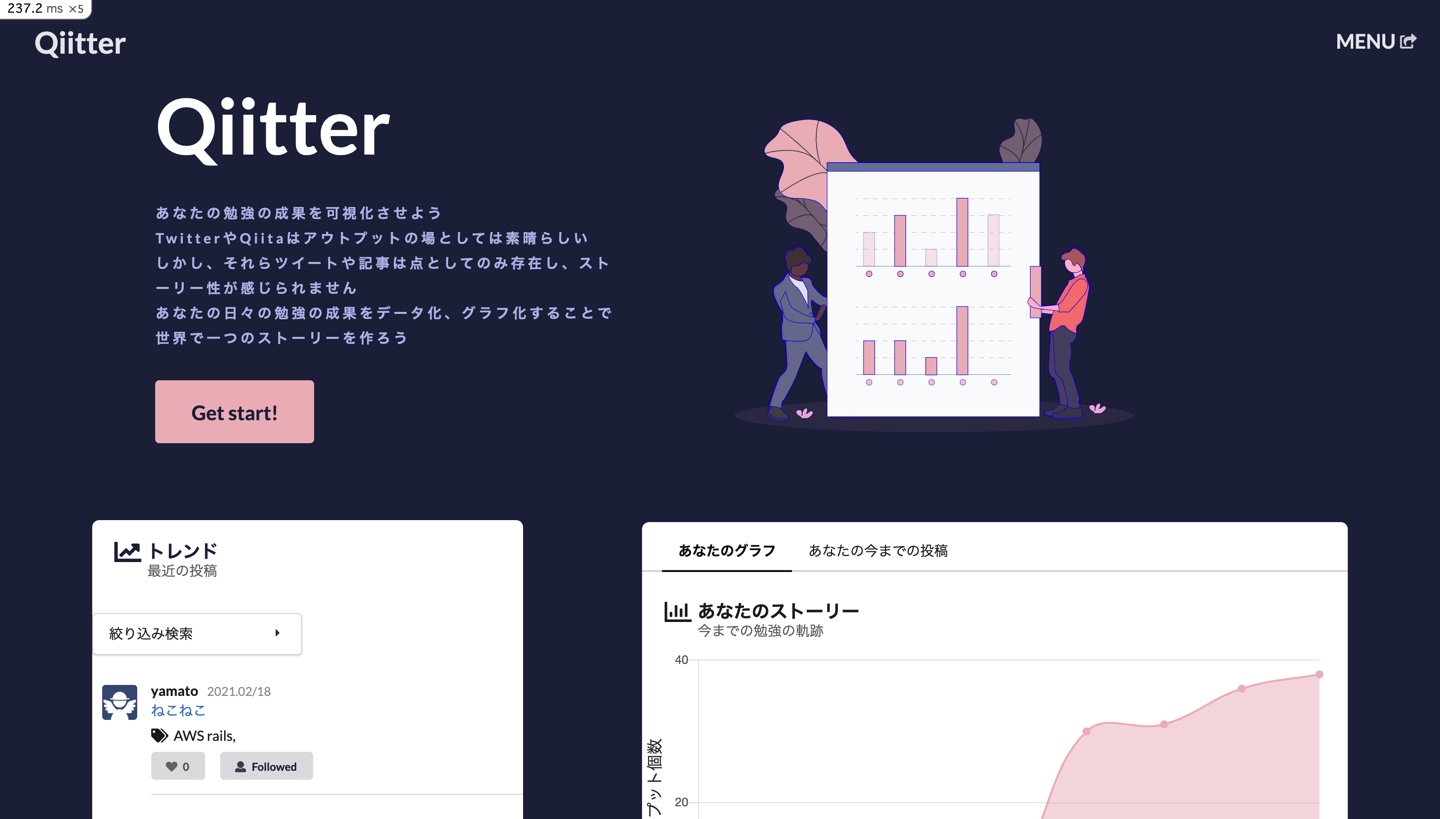 237.2 ms ×5
Qiitter
MENU
Qiitter
あなたの勉強の成果を可視化させよう
TwitterやQiitaはアウトプットの場としては素晴らしい
しかし、それらツイートや記事は点としてのみ存在し、スト
ーリー性が感じられません
あなたの日々の勉強の成果をデータ化、グラフ化することで
世界で一つのストーリーを作ろう
Get start!
トレンド
最近の投稿
絞り込み検索
yamato 2021.02/18
ねこねこ
AWS rails,
0 Followed
あなたのグラフ あなたの今までの投稿
あなたのストーリー
今までの勉強の軌跡
40
プット個数
20